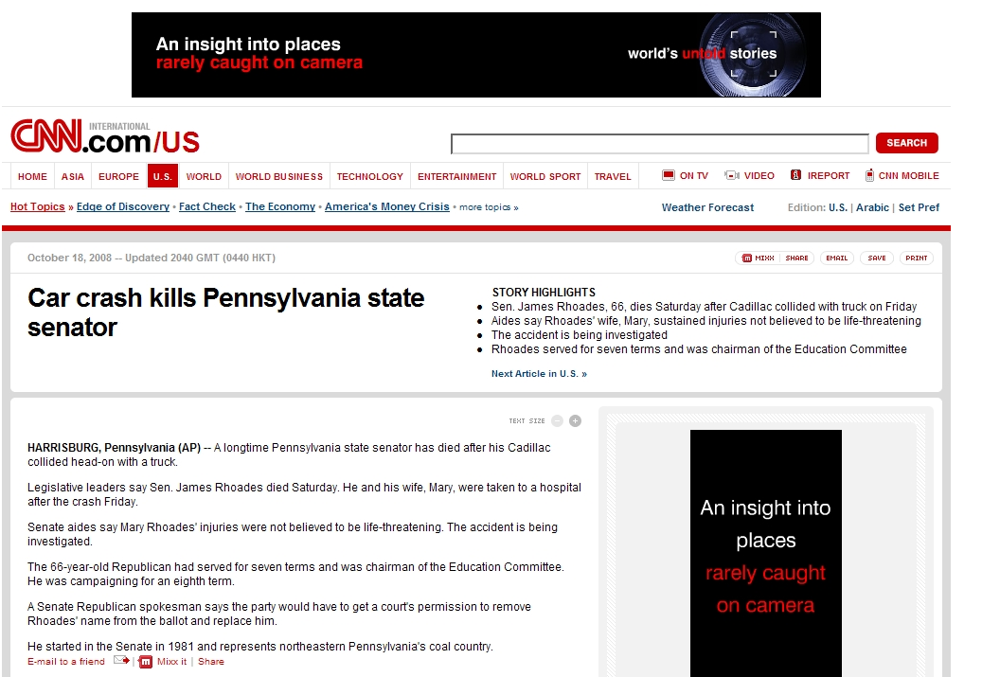 An insight into places
rarely caught on camera
world's untold stories
CNN.com/US INTERNATIONAL
SEARCH
HOME ASIA EUROPE U.S. WORLD WORLD BUSINESS TECHNOLOGY ENTERTAINMENT WORLD SPORT TRAVEL ON TV VIDEO IREPORT CNN MOBILE
Hot Topics » Edge of Discovery • Fact Check • The Economy • America's Money Crisis • more topics » Weather Forecast Edition: U.S. | Arabic | Set Pref
October 18, 2008 -- Updated 2040 GMT (0440 HKT) m MIXX SHARE EMAIL SAVE PRINT
Car crash kills Pennsylvania state
senator
STORY HIGHLIGHTS
• Sen. James Rhoades, 66, dies Saturday after Cadillac collided with truck on Friday
• Aides say Rhoades' wife, Mary, sustained injuries not believed to be life-threatening
• The accident is being investigated
• Rhoades served for seven terms and was chairman of the Education Committee
Next Article in U.S. »
TEXT SIZE − +
HARRISBURG, Pennsylvania (AP) -- A longtime Pennsylvania state senator has died after his Cadillac
collided head-on with a truck.
Legislative leaders say Sen. James Rhoades died Saturday. He and his wife, Mary, were taken to a hospital
after the crash Friday.
Senate aides say Mary Rhoades' injuries were not believed to be life-threatening. The accident is being
investigated.
The 66-year-old Republican had served for seven terms and was chairman of the Education Committee.
He was campaigning for an eighth term.
A Senate Republican spokesman says the party would have to get a court's permission to remove
Rhoades' name from the ballot and replace him.
He started in the Senate in 1981 and represents northeastern Pennsylvania's coal country.
E-mail to a friend | m Mixx it | Share
An insight into
places
rarely caught
on camera